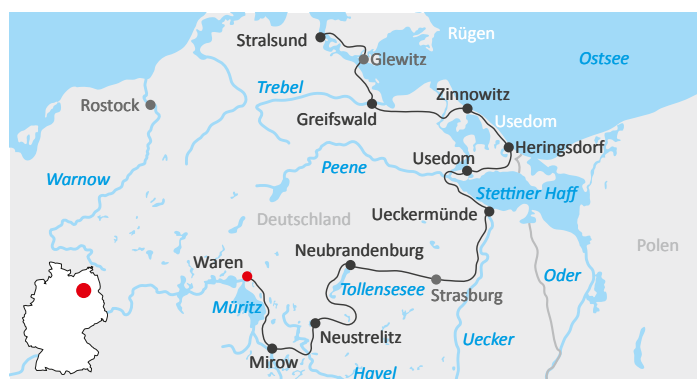 Rügen
Stralsund
Glewitz
Ostsee
Trebel
Zinnowitz
Rostock
Greifswald
Usedom
Heringsdorf
Usedom
Peene
Warnow
Stettiner Haff
Ueckermünde
Deutschland
Polen
Neubrandenburg
Waren
Oder
Tollensesee
Strasburg
Müritz
Neustrelitz
Uecker
Mirow
Havel